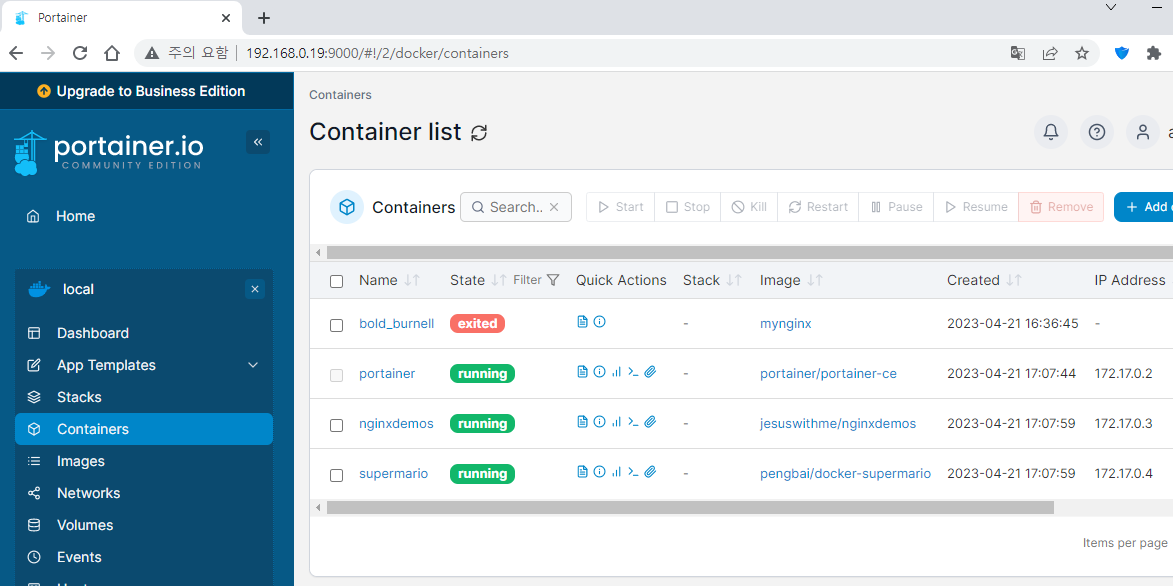 Portainer
주의 요함 192.168.0.19:9000/#!/2/docker/containers
Upgrade to Business Edition
portainer.io
COMMUNITY EDITION
Home
local
Dashboard
App Templates
Stacks
Containers
Images
Networks
Volumes
Events
Containers
Container list
Containers Search.. Start Stop Kill Restart Pause Resume Remove + Add
Name State Filter Quick Actions Stack Image Created IP Address
bold_burnell exited - mynginx 2023-04-21 16:36:45 -
portainer running - portainer/portainer-ce 2023-04-21 17:07:44 172.17.0.2
nginxdemos running - jesuswithme/nginxdemos 2023-04-21 17:07:59 172.17.0.3
supermario running - pengbai/docker-supermario 2023-04-21 17:07:59 172.17.0.4
Items per page